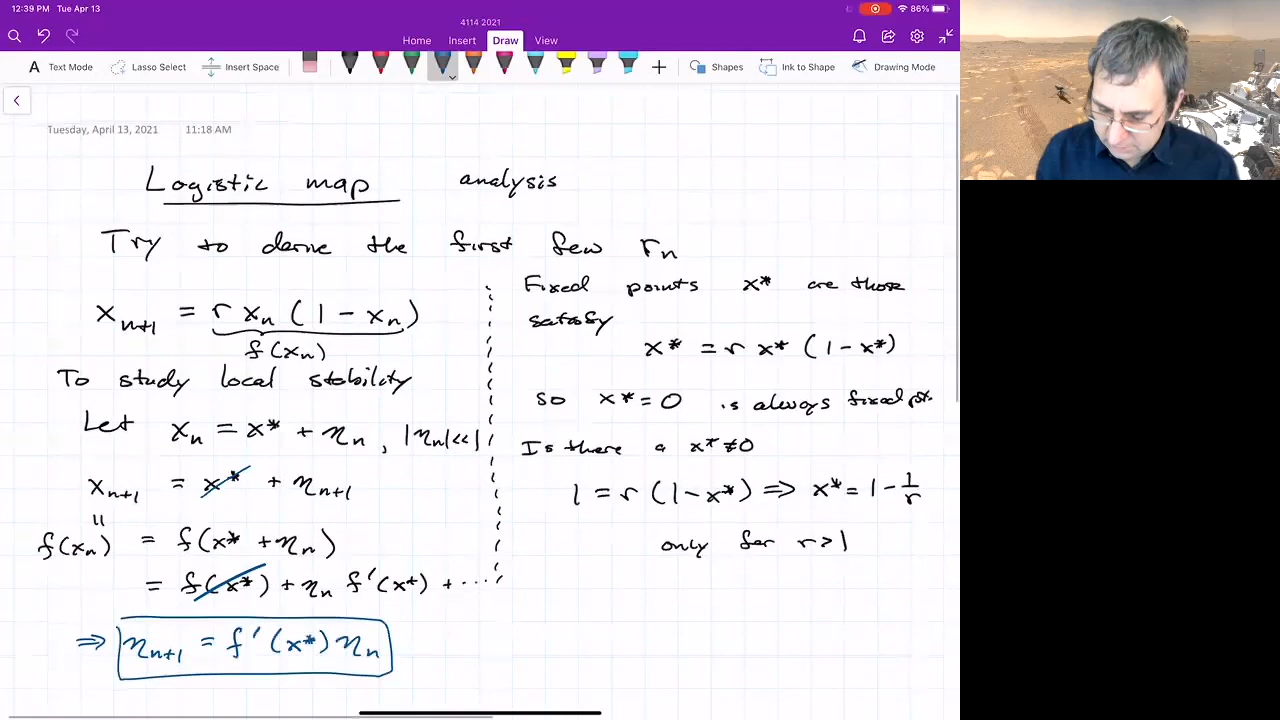 12:39 PM Tue Apr 13
86%
4114 2021
Home Insert Draw View
A Text Mode Lasso Select Insert Space Shapes Ink to Shape Drawing Mode
Tuesday, April 13, 2021 11:18 AM
Logistic map analysis
Try to derive the first few rₙ
xₙ₊₁ = r xₙ (1 - xₙ)
f(xₙ)
To study local stability
Let xₙ = x* + ηₙ, |ηₙ| << 1
xₙ₊₁ = x* + ηₙ₊₁
"
f(xₙ) = f(x* + ηₙ)
= f(x*) + ηₙ f'(x*) + ...
⇒ ηₙ₊₁ = f'(x*) ηₙ
Fixed points x* are those
satisfy
x* = r x* (1 - x*)
so x* = 0 is always fixed pt.
Is there a x* ≠ 0
1 = r (1 - x*) ⇒ x* = 1 - 1/r
only for r > 1